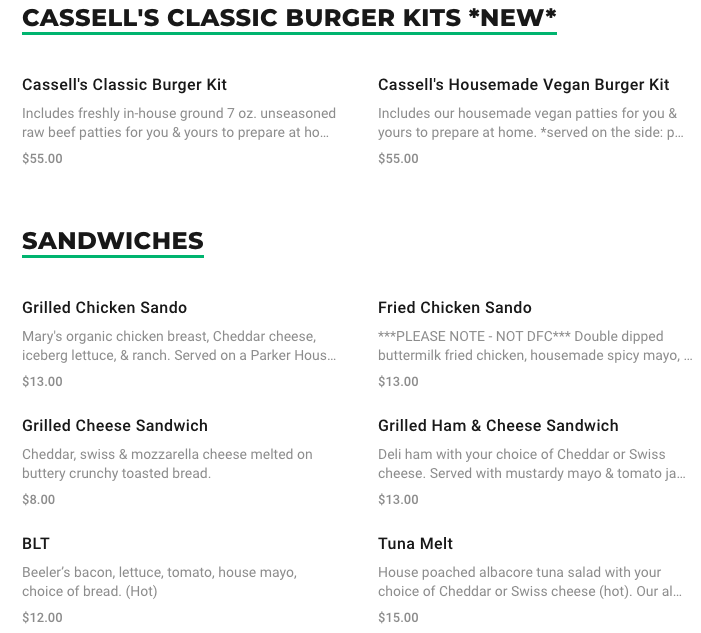 CASSELL'S CLASSIC BURGER KITS *NEW*
Cassell's Classic Burger Kit
Includes freshly in-house ground 7 oz. unseasoned
raw beef patties for you & yours to prepare at ho...
$55.00
Cassell's Housemade Vegan Burger Kit
Includes our housemade vegan patties for you &
yours to prepare at home. *served on the side: p...
$55.00
SANDWICHES
Grilled Chicken Sando
Mary's organic chicken breast, Cheddar cheese,
iceberg lettuce, & ranch. Served on a Parker Hous...
$13.00
Fried Chicken Sando
***PLEASE NOTE - NOT DFC*** Double dipped
buttermilk fried chicken, housemade spicy mayo, ...
$13.00
Grilled Cheese Sandwich
Cheddar, swiss & mozzarella cheese melted on
buttery crunchy toasted bread.
$8.00
Grilled Ham & Cheese Sandwich
Deli ham with your choice of Cheddar or Swiss
cheese. Served with mustardy mayo & tomato ja...
$13.00
BLT
Beeler’s bacon, lettuce, tomato, house mayo,
choice of bread. (Hot)
$12.00
Tuna Melt
House poached albacore tuna salad with your
choice of Cheddar or Swiss cheese (hot). Our al...
$15.00